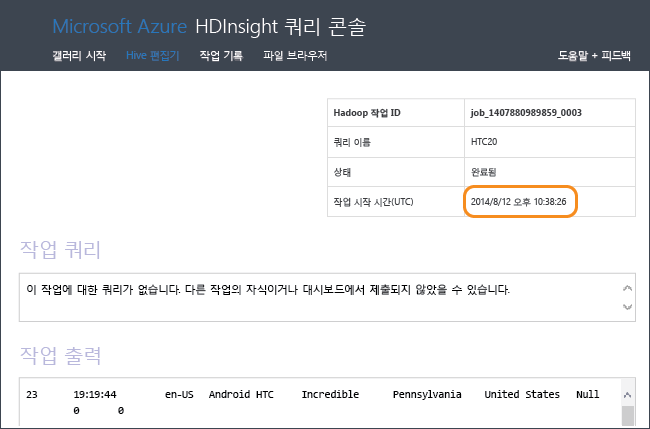 Microsoft Azure HDInsight 쿼리 콘솔
갤러리 시작 Hive 편집기 작업 기록 파일 브라우저 도움말 + 피드백
Hadoop 작업 ID job_1407880989859_0003
쿼리 이름 HTC20
상태 완료됨
작업 시작 시간(UTC) 2014/8/12 오후 10:38:26
작업 쿼리
이 작업에 대한 쿼리가 없습니다. 다른 작업의 자식이거나 대시보드에서 제출되지 않았을 수 있습니다.
작업 출력
23 19:19:44 en-US Android HTC Incredible Pennsylvania United States Null
0 0